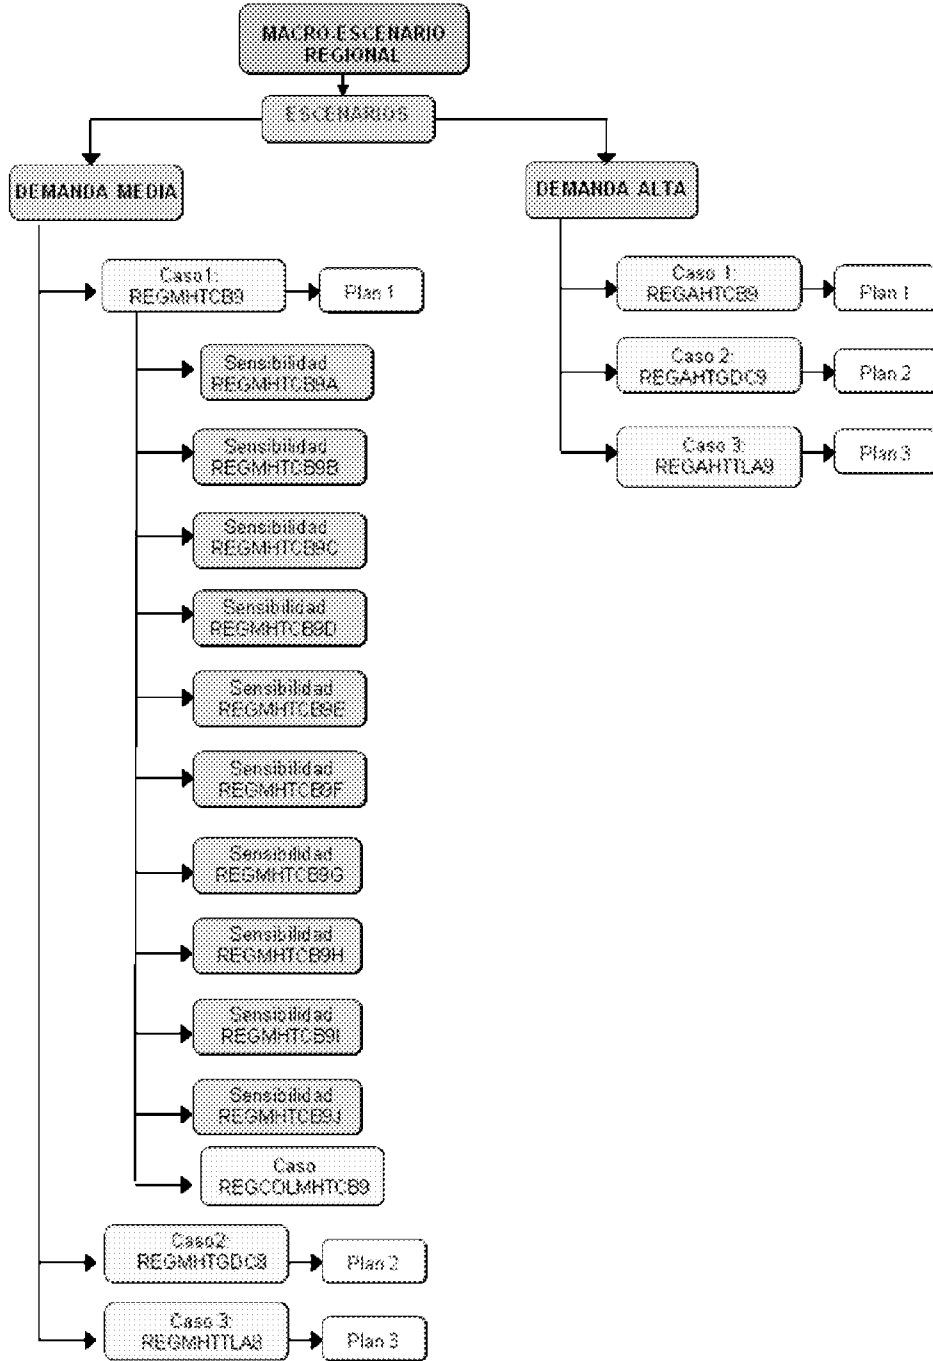 MACRO ESCENARIO
REGIONAL
ESCENARIOS
DEMANDA MEDIA
DEMANDA ALTA
Caso1:
REGMHTCB9
Plan 1
Sensibilidad
REGMHTCB9A
Sensibilidad
REGMHTCB9B
Sensibilidad
REGMHTCB9C
Sensibilidad
REGMHTCB9D
Sensibilidad
REGMHTCB9E
Sensibilidad
REGMHTCB9F
Sensibilidad
REGMHTCB9G
Sensibilidad
REGMHTCB9H
Sensibilidad
REGMHTCB9I
Sensibilidad
REGMHTCB9J
Caso
REGCOLMHTCB9
Caso2:
REGMHTGDC9
Plan 2
Caso 3:
REGMHTTLA9
Plan 3
Caso 1:
REGAHTCB9
Plan 1
Caso 2:
REGAHTGDC9
Plan 2
Caso 3:
REGAHTTLA9
Plan 3